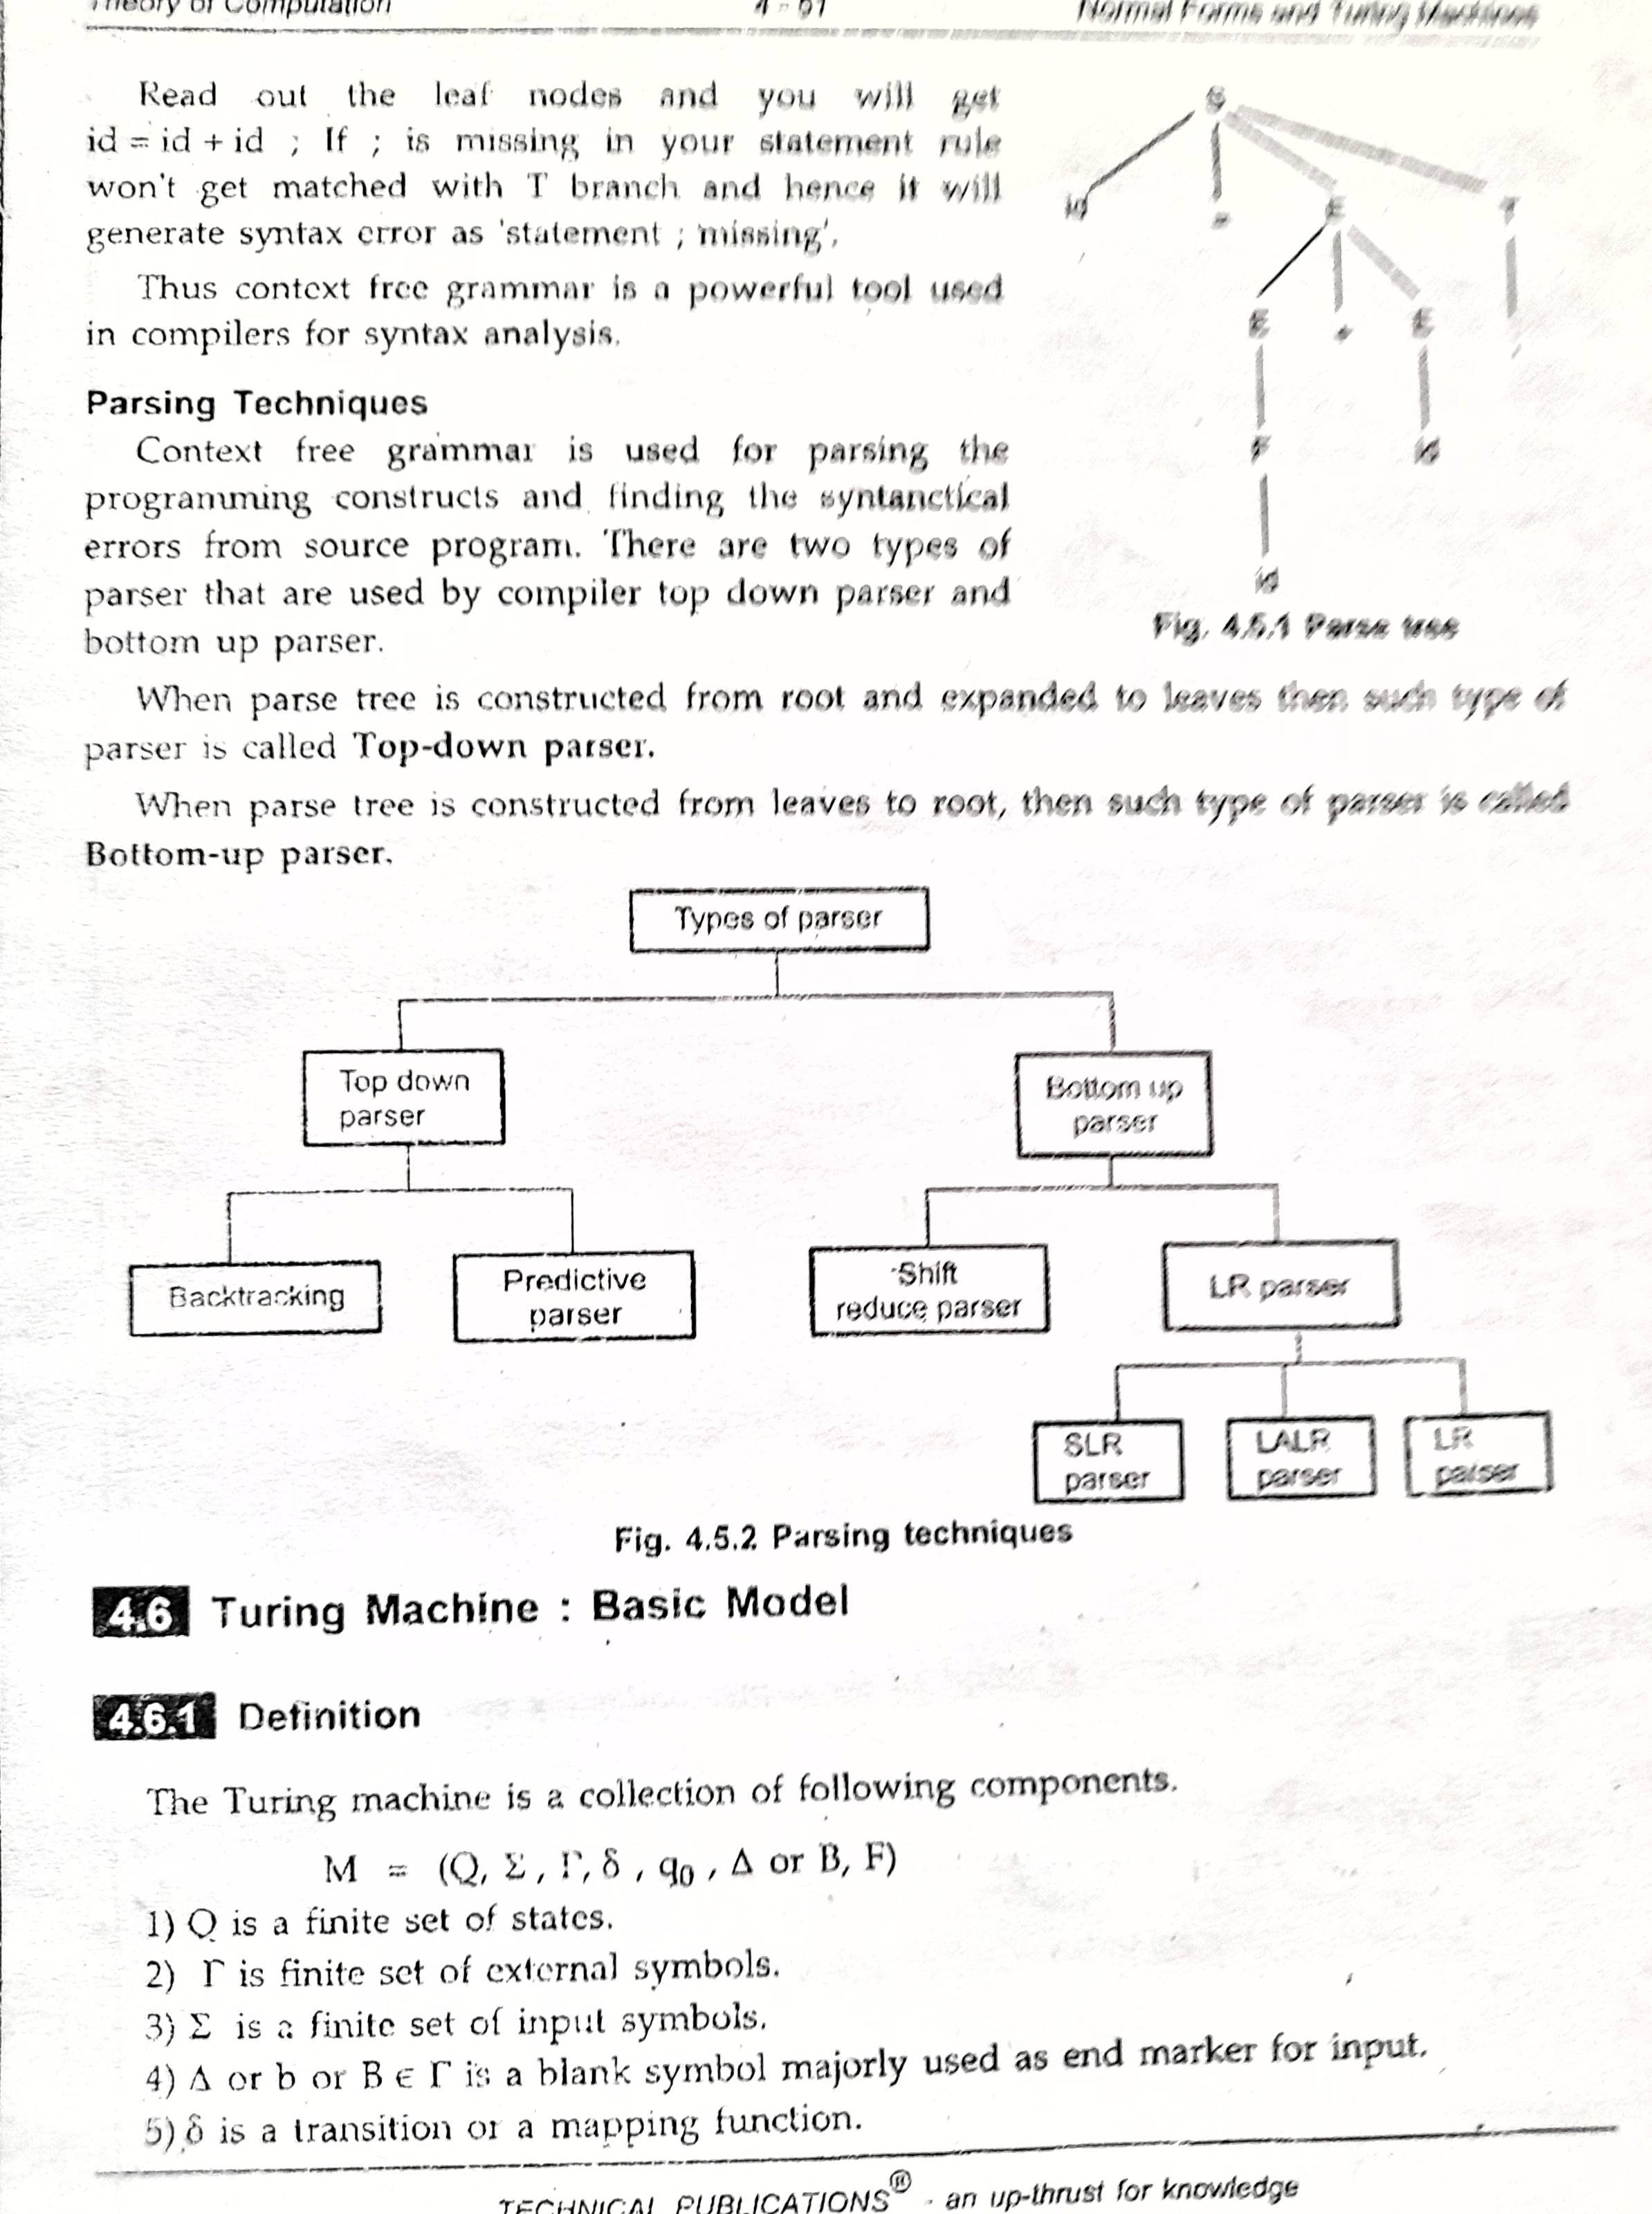 Theory of Computation 4 - 61 Normal Forms and Turing Machines
Read out the leaf nodes and you will get
id = id + id ; If ; is missing in your statement rule
won't get matched with T branch and hence it will
generate syntax error as 'statement ; missing'.
Thus context free grammar is a powerful tool used
in compilers for syntax analysis.
S
id = E T
E + E ;
F id
id
Fig. 4.5.1 Parse tree
Parsing Techniques
Context free grammar is used for parsing the
programming constructs and finding the syntanctical
errors from source program. There are two types of
parser that are used by compiler top down parser and
bottom up parser.
When parse tree is constructed from root and expanded to leaves then such type of
parser is called Top-down parser.
When parse tree is constructed from leaves to root, then such type of parser is called
Bottom-up parser.
Types of parser
Top down
parser
Bottom up
parser
Backtracking
Predictive
parser
Shift
reduce parser
LR parser
SLR
parser
LALR
parser
LR
parser
Fig. 4.5.2 Parsing techniques
4.6 Turing Machine : Basic Model
4.6.1 Definition
The Turing machine is a collection of following components.
M = (Q, Σ, Γ, δ, q₀, Δ or B, F)
1) Q is a finite set of states.
2) Γ is finite set of external symbols.
3) Σ is a finite set of input symbols.
4) Δ or b or B ∈ Γ is a blank symbol majorly used as end marker for input.
5) δ is a transition or a mapping function.
TECHNICAL PUBLICATIONS® - an up-thrust for knowledge